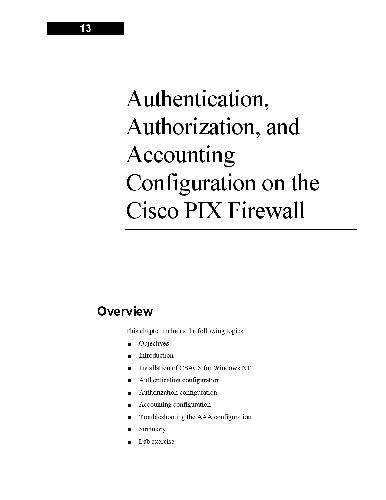 13
Authentication,
Authorization, and
Accounting
Configuration on the
Cisco PIX Firewall
Overview
This chapter includes the following topics:
Objectives
Introduction
Installation of CSACS for Windows NT
Authentication configuration
Authorization configuration
Accounting configuration
Troubleshooting the AAA configuration
Summary
Lab exercise